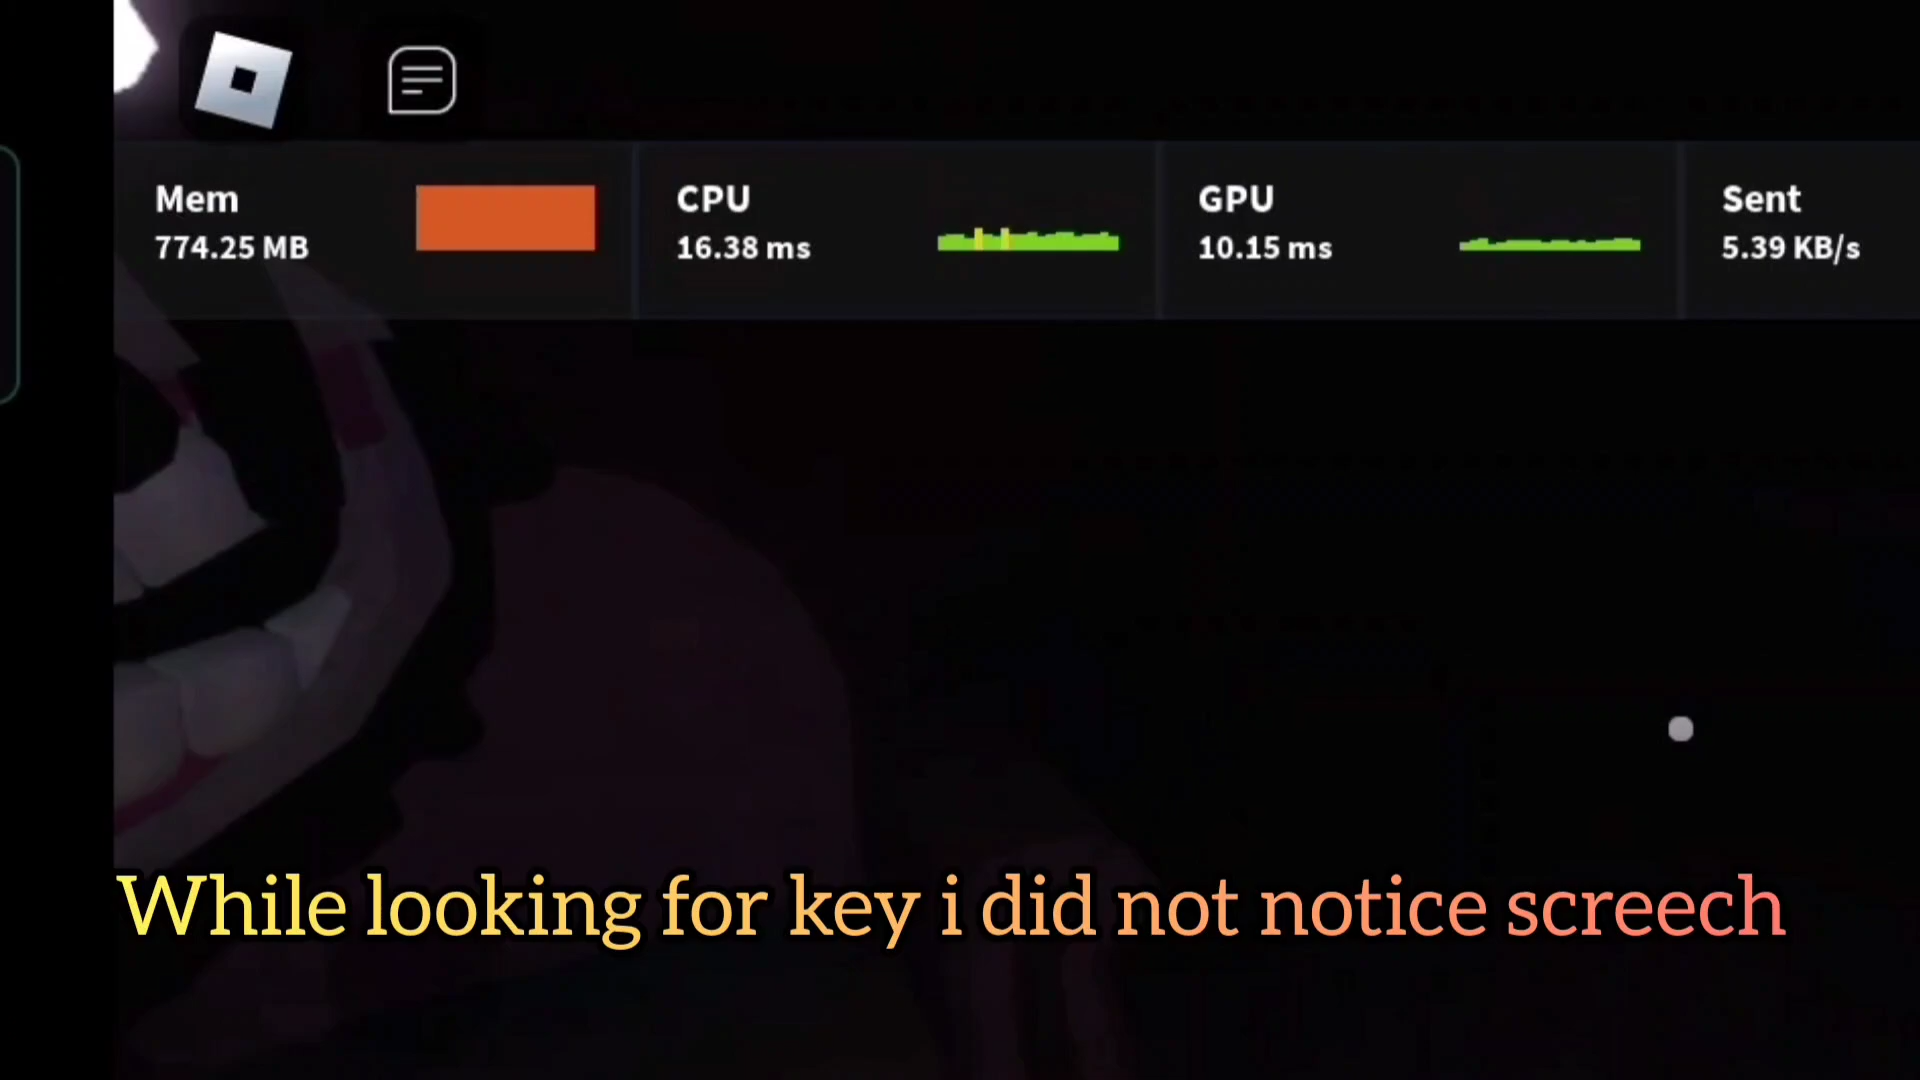 Mem
774.25 MB
CPU
16.38 ms
GPU
10.15 ms
Sent
5.39 KB/s
While looking for key i did not notice screech